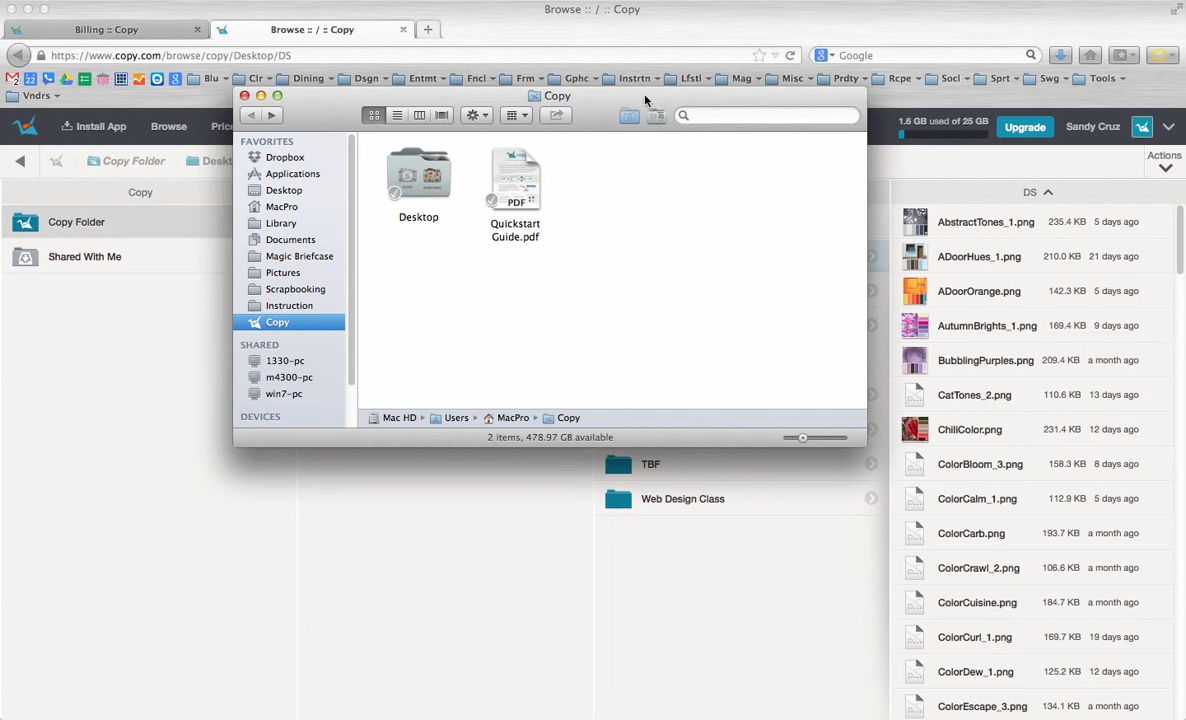 Browse :: / :: Copy
Billing :: Copy
Browse :: / :: Copy
https://www.copy.com/browse/copy/Desktop/DS
Google
Blu Clr Dining Dsgn Entmt Fncl Frm Gphc Instrtn Lfstl Mag Misc Prdty Rcpe Socl Sprt Swg Tools
Vndrs
Install App Browse
1.6 GB used of 25 GB
Upgrade
Sandy Cruz
Copy Folder
Actions
Copy
Copy Folder
Shared With Me
Copy
FAVORITES
Dropbox
Applications
Desktop
MacPro
Library
Documents
Magic Briefcase
Pictures
Scrapbooking
Instruction
Copy
SHARED
1330-pc
m4300-pc
win7-pc
DEVICES
Desktop
PDF
Quickstart
Guide.pdf
Mac HD Users MacPro Copy
2 items, 478.97 GB available
TBF
Web Design Class
DS
AbstractTones_1.png 235.4 KB 5 days ago
ADoorHues_1.png 210.0 KB 21 days ago
ADoorOrange.png 142.3 KB 5 days ago
AutumnBrights_1.png 169.4 KB 9 days ago
BubblingPurples.png 209.4 KB a month ago
CatTones_2.png 110.6 KB 5 days ago
ChiliColor.png 231.4 KB 12 days ago
ColorBloom_3.png 158.3 KB 8 days ago
ColorCalm_1.png 112.9 KB 5 days ago
ColorCarb.png 193.7 KB a month ago
ColorCrawl_2.png 106.6 KB a month ago
ColorCuisine.png 184.7 KB a month ago
ColorCurl_1.png 169.7 KB 19 days ago
ColorDew_1.png 125.2 KB 12 days ago
ColorEscape_3.png 134.1 KB a month ago